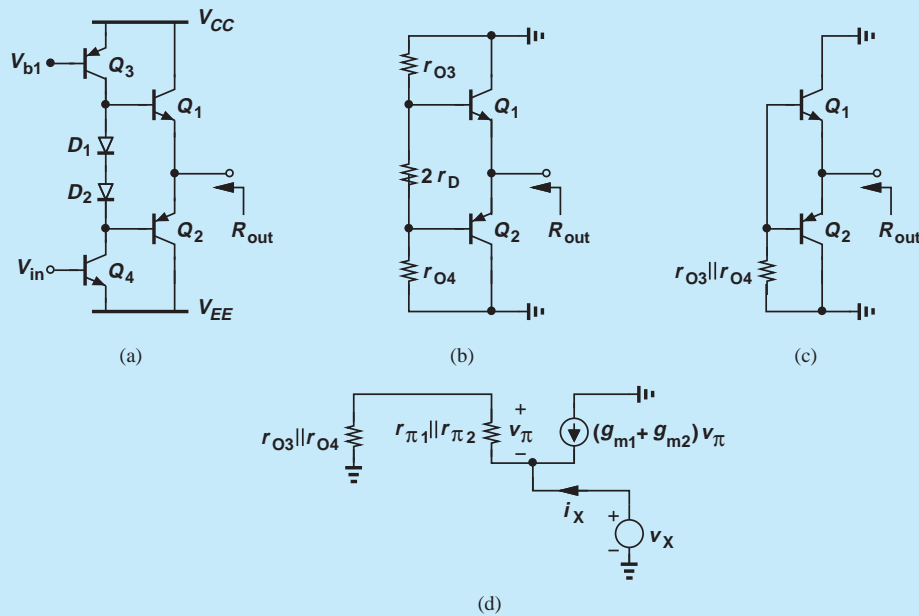 V_CC
V_b1
Q_3
Q_1
D_1
D_2
R_out
Q_2
V_in
Q_4
V_EE
(a)
r_O3
Q_1
2 r_D
R_out
Q_2
r_O4
(b)
Q_1
R_out
Q_2
r_O3||r_O4
(c)
r_O3||r_O4
r_π1||r_π2
+
v_π
−
(g_m1+g_m2)v_π
i_X
+
v_X
−
(d)